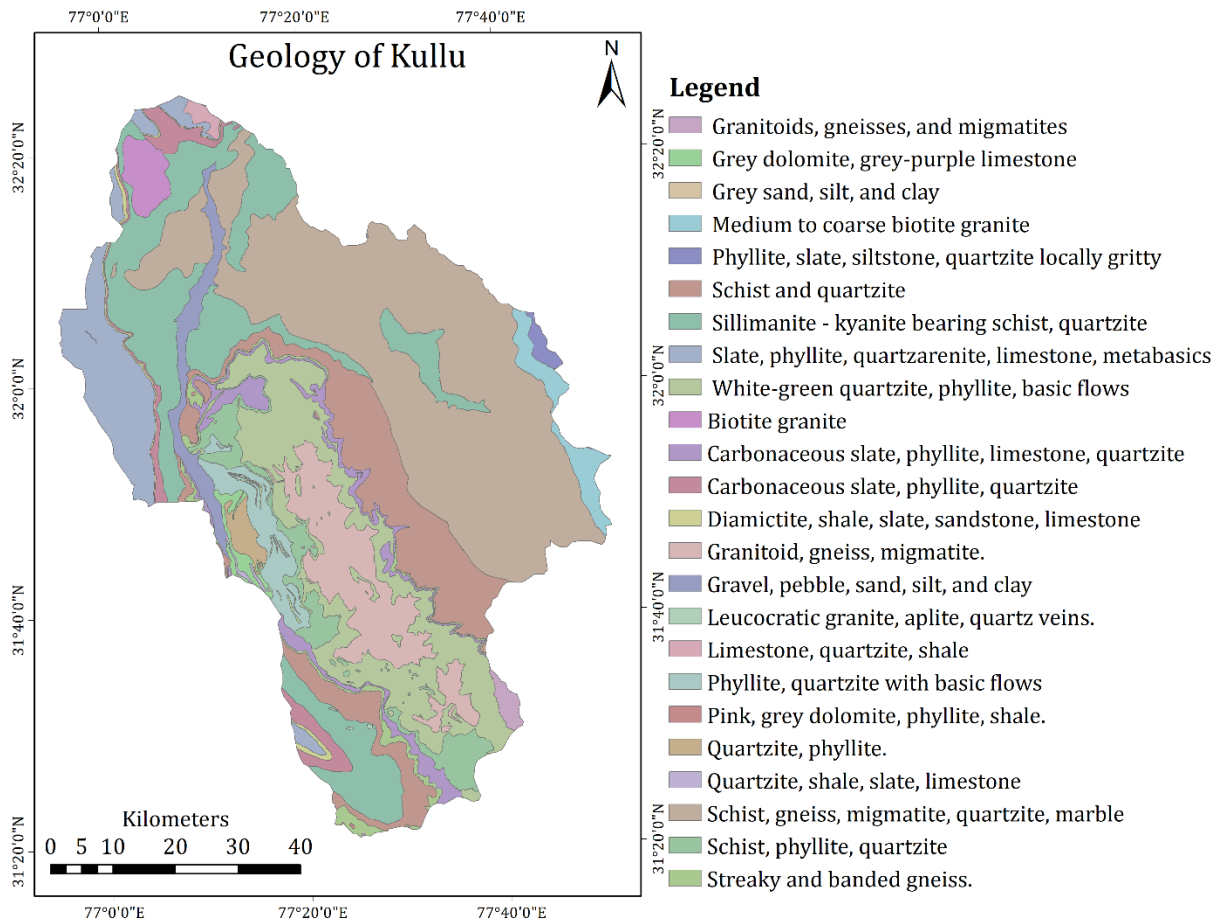 77°0'0"E
77°20'0"E
77°40'0"E
Geology of Kullu
N
32°20'0"N
32°0'0"N
31°40'0"N
31°20'0"N
32°20'0"N
32°0'0"N
31°40'0"N
31°20'0"N
Kilometers
0 5 10 20 30 40
77°0'0"E
77°20'0"E
77°40'0"E
Legend
Granitoids, gneisses, and migmatites
Grey dolomite, grey-purple limestone
Grey sand, silt, and clay
Medium to coarse biotite granite
Phyllite, slate, siltstone, quartzite locally gritty
Schist and quartzite
Sillimanite - kyanite bearing schist, quartzite
Slate, phyllite, quartzarenite, limestone, metabasics
White-green quartzite, phyllite, basic flows
Biotite granite
Carbonaceous slate, phyllite, limestone, quartzite
Carbonaceous slate, phyllite, quartzite
Diamictite, shale, slate, sandstone, limestone
Granitoid, gneiss, migmatite.
Gravel, pebble, sand, silt, and clay
Leucocratic granite, aplite, quartz veins.
Limestone, quartzite, shale
Phyllite, quartzite with basic flows
Pink, grey dolomite, phyllite, shale.
Quartzite, phyllite.
Quartzite, shale, slate, limestone
Schist, gneiss, migmatite, quartzite, marble
Schist, phyllite, quartzite
Streaky and banded gneiss.